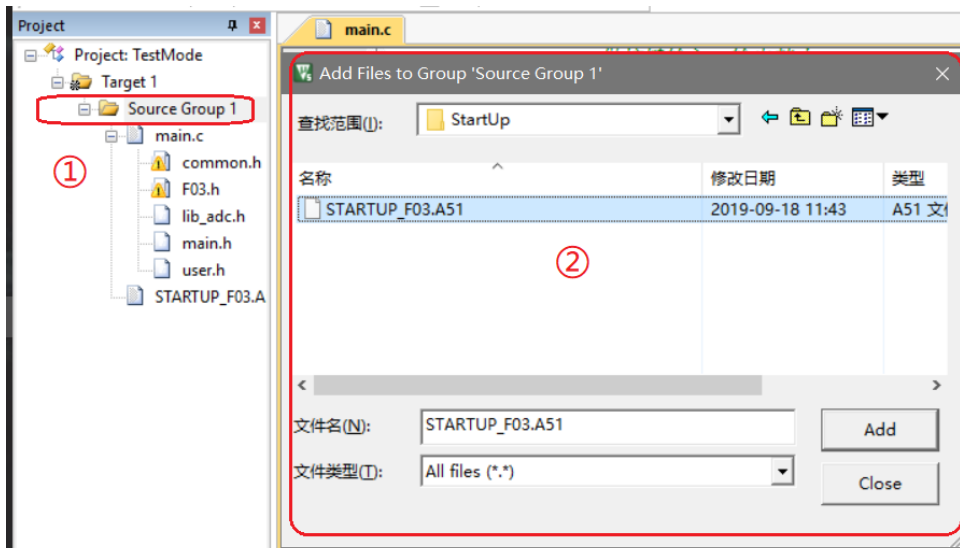 Project
Project: TestMode
Target 1
Source Group 1
main.c
common.h
F03.h
lib_adc.h
main.h
user.h
STARTUP_F03.A
①
main.c
Add Files to Group 'Source Group 1'
查找范围(I):
StartUp
名称
修改日期
类型
STARTUP_F03.A51
2019-09-18 11:43
A51 文
②
文件名(N):
STARTUP_F03.A51
Add
文件类型(T):
All files (*.*)
Close